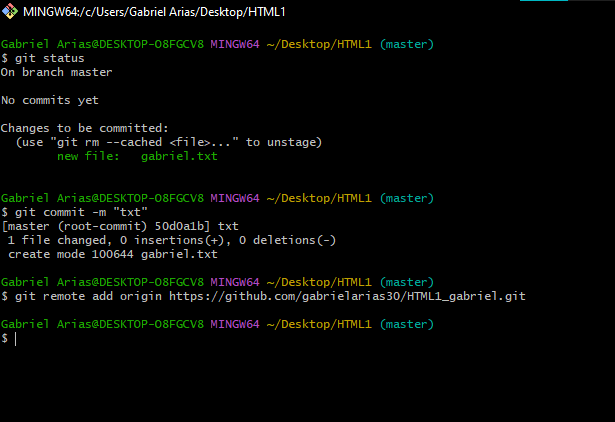 MINGW64:/c/Users/Gabriel Arias/Desktop/HTML1
Gabriel Arias@DESKTOP-O8FGCV8 MINGW64 ~/Desktop/HTML1 (master)
$ git status
On branch master
No commits yet
Changes to be committed:
  (use "git rm --cached <file>..." to unstage)
        new file:   gabriel.txt
Gabriel Arias@DESKTOP-O8FGCV8 MINGW64 ~/Desktop/HTML1 (master)
$ git commit -m "txt"
[master (root-commit) 50d0a1b] txt
 1 file changed, 0 insertions(+), 0 deletions(-)
 create mode 100644 gabriel.txt
Gabriel Arias@DESKTOP-O8FGCV8 MINGW64 ~/Desktop/HTML1 (master)
$ git remote add origin https://github.com/gabrielarias30/HTML1_gabriel.git
Gabriel Arias@DESKTOP-O8FGCV8 MINGW64 ~/Desktop/HTML1 (master)
$